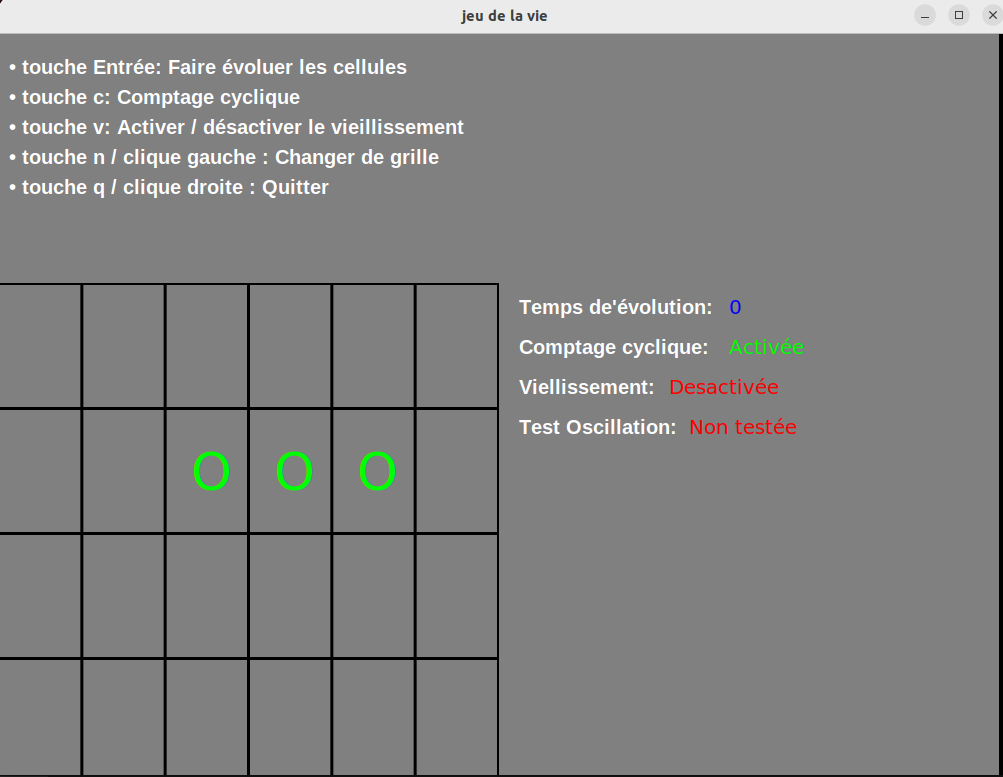 jeu de la vie
• touche Entrée: Faire évoluer les cellules
• touche c: Comptage cyclique
• touche v: Activer / désactiver le vieillissement
• touche n / clique gauche : Changer de grille
• touche q / clique droite : Quitter
Temps de'évolution: 0
Comptage cyclique: Activée
Viellissement: Desactivée
Test Oscillation: Non testée
O O O